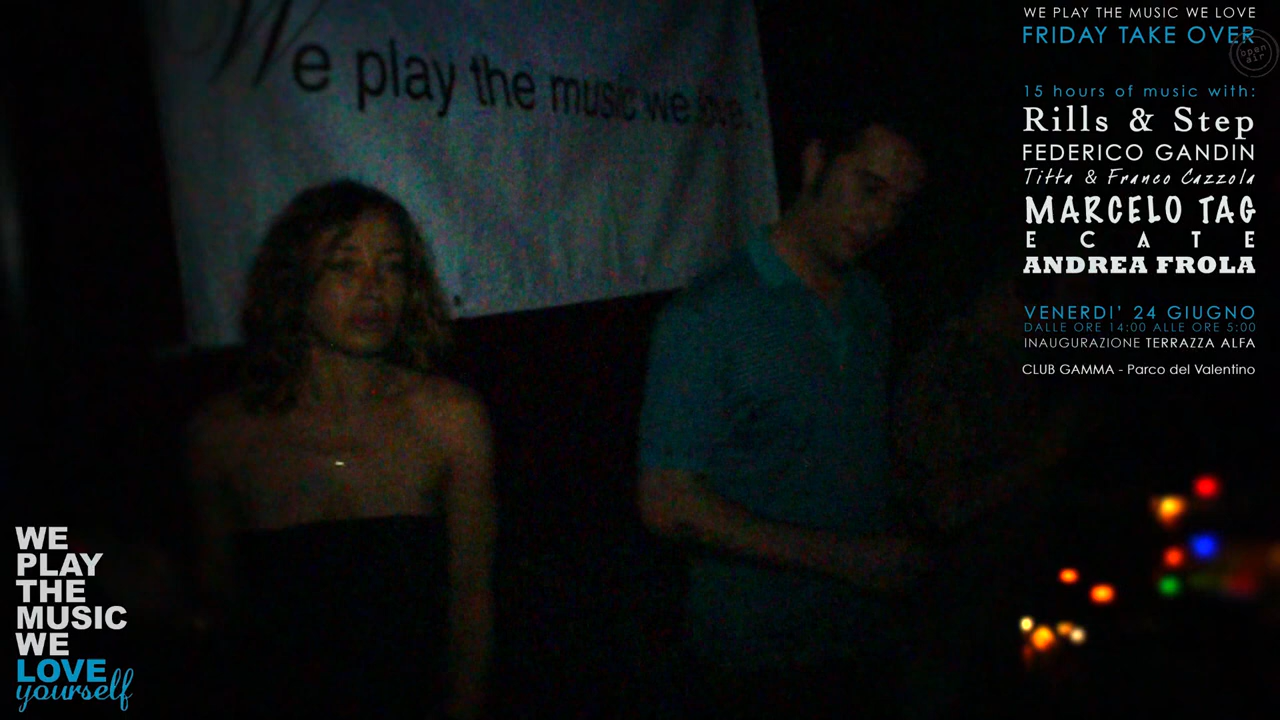 We play the music we love.
WE PLAY THE MUSIC WE LOVE
FRIDAY TAKE OVER
open
air
15 hours of music with:
Rills & Step
FEDERICO GANDIN
Titta & Franco Cazzola
MARCELO TAG
ECATE
ANDREA FROLA
VENERDI' 24 GIUGNO
DALLE ORE 14:00 ALLE ORE 5:00
INAUGURAZIONE TERRAZZA ALFA
CLUB GAMMA - Parco del Valentino
WE
PLAY
THE
MUSIC
WE
LOVE
yourself